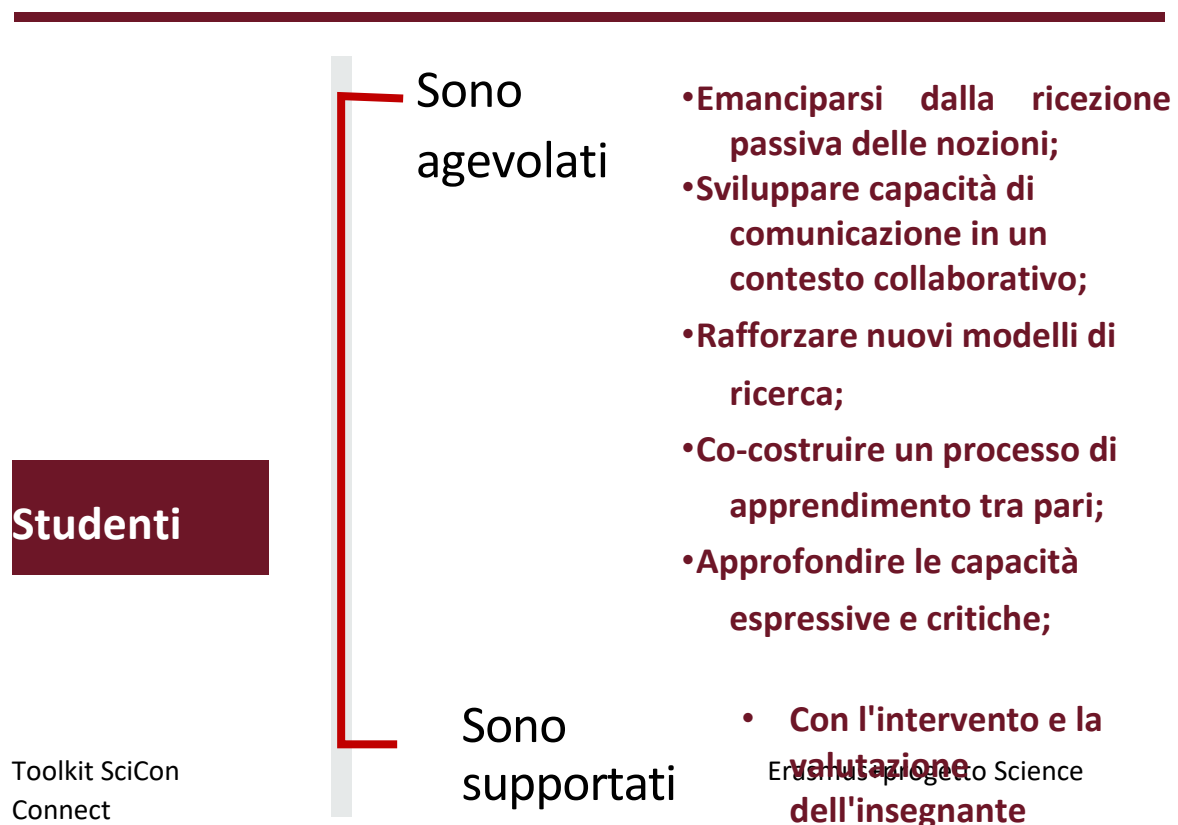 Sono
agevolati
•Emanciparsi dalla ricezione
passiva delle nozioni;
•Sviluppare capacità di
comunicazione in un
contesto collaborativo;
•Rafforzare nuovi modelli di
ricerca;
•Co-costruire un processo di
apprendimento tra pari;
•Approfondire le capacità
espressive e critiche;
Studenti
Sono
supportati
• Con l'intervento e la
valutazione
dell'insegnante
Toolkit SciCon
Connect
Erasmus+progetto Science